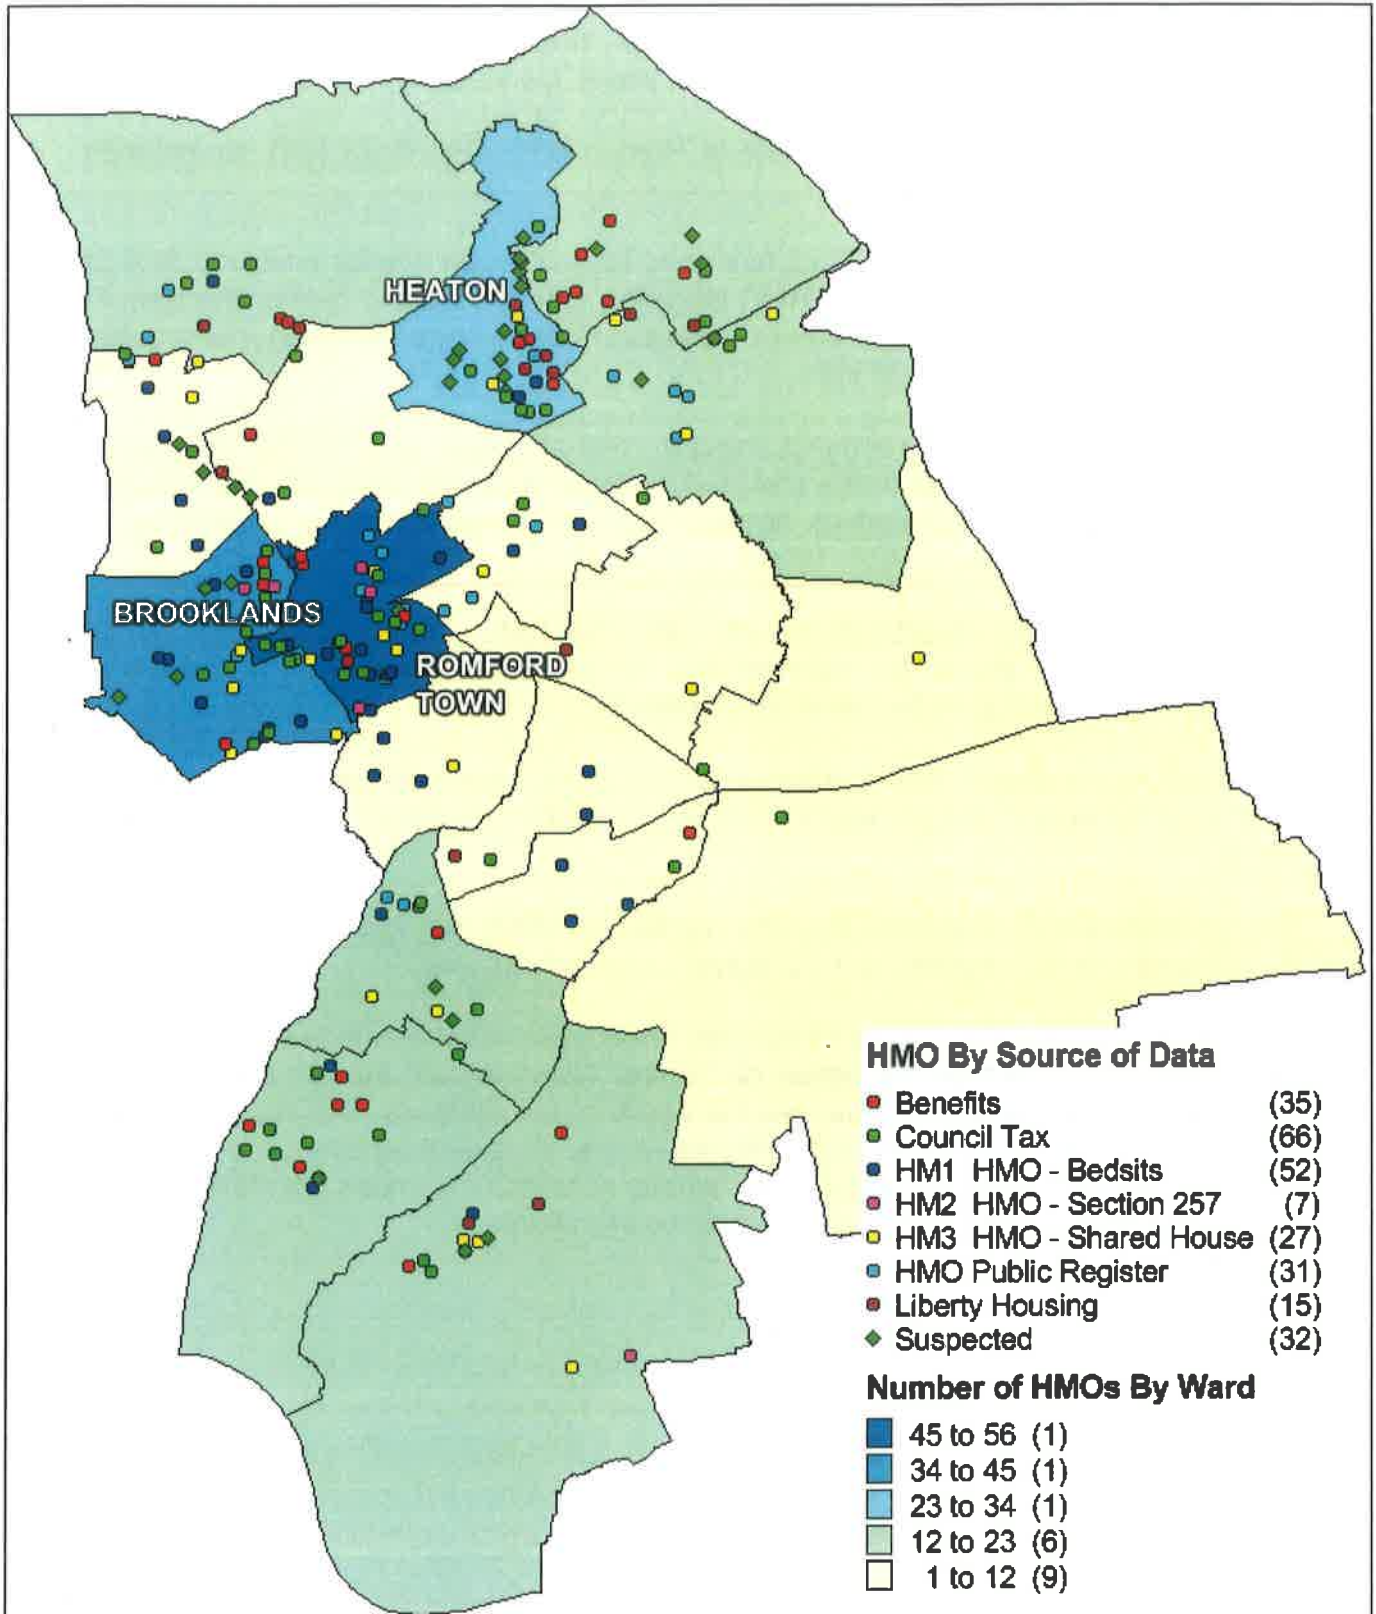 HEATON
BROOKLANDS
ROMFORD
TOWN
HMO By Source of Data
Benefits (35)
Council Tax (66)
HM1 HMO - Bedsits (52)
HM2 HMO - Section 257 (7)
HM3 HMO - Shared House (27)
HMO Public Register (31)
Liberty Housing (15)
Suspected (32)
Number of HMOs By Ward
45 to 56 (1)
34 to 45 (1)
23 to 34 (1)
12 to 23 (6)
1 to 12 (9)